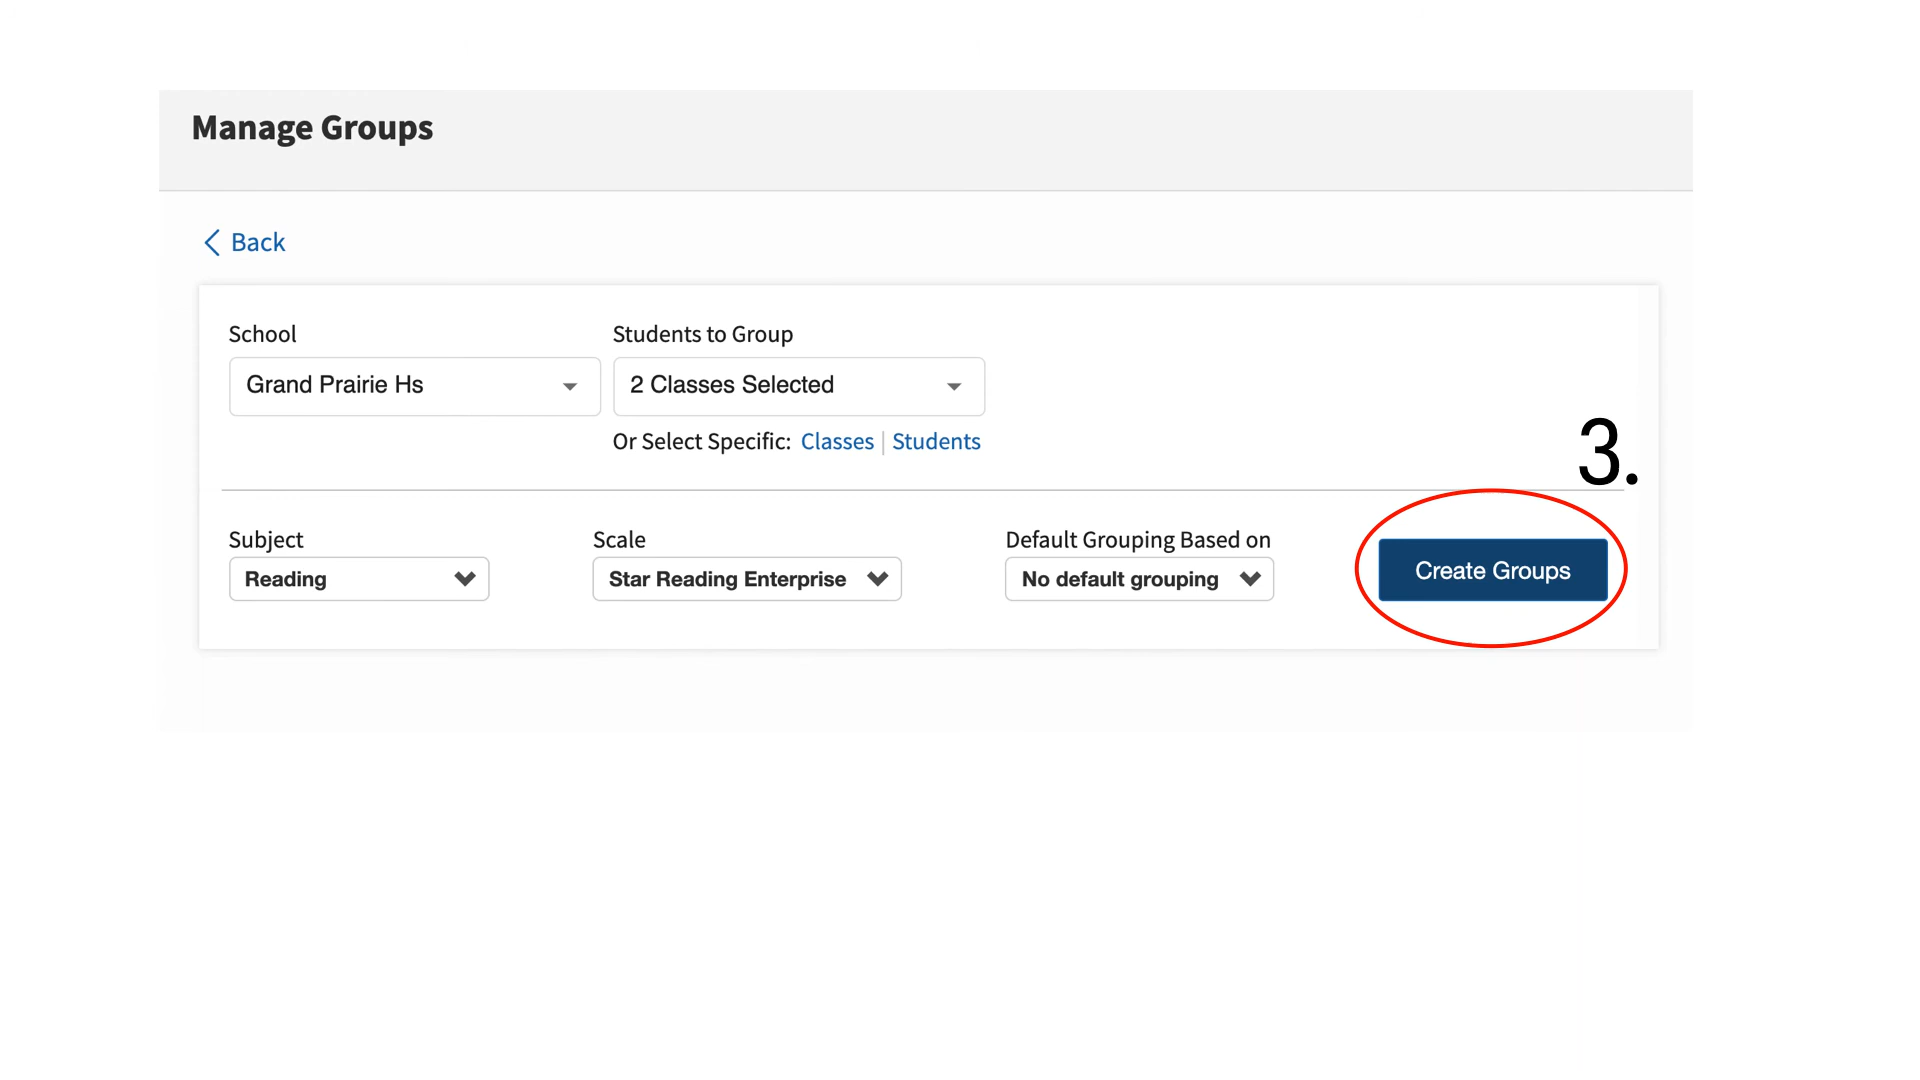 Manage Groups
Back
School
Students to Group
Grand Prairie Hs
2 Classes Selected
Or Select Specific: Classes | Students
3.
Subject
Scale
Default Grouping Based on
Reading
Star Reading Enterprise
No default grouping
Create Groups